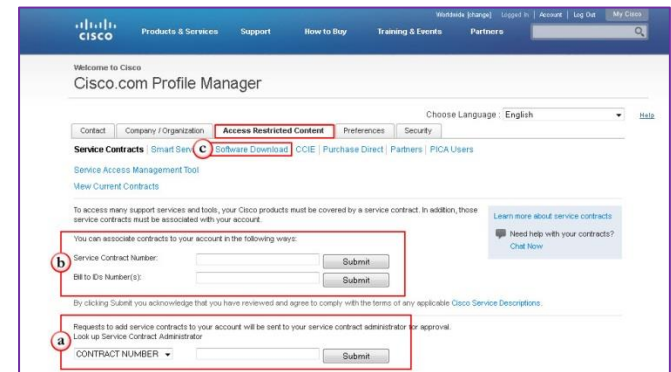 Worldwide [change] Logged In | Account | Log Out My Cisco
CISCO Products & Services Support How to Buy Training & Events Partners
Welcome to Cisco
Cisco.com Profile Manager
Choose Language : English Help
Contact Company / Organization Access Restricted Content Preferences Security
Service Contracts | Smart Serv c Software Download | CCIE | Purchase Direct | Partners | PICA Users
Service Access Management Tool
View Current Contracts
To access many support services and tools, your Cisco products must be covered by a service contract. In addition, those
service contracts must be associated with your account.
Learn more about service contracts
Need help with your contracts?
Chat Now
You can associate contracts to your account in the following ways:
b
Service Contract Number: Submit
Bill to IDs Number(s): Submit
By clicking Submit you acknowledge that you have reviewed and agree to comply with the terms of any applicable Cisco Service Descriptions.
Requests to add service contracts to your account will be sent to your service contract administrator for approval.
a
Look up Service Contract Administrator
CONTRACT NUMBER Submit